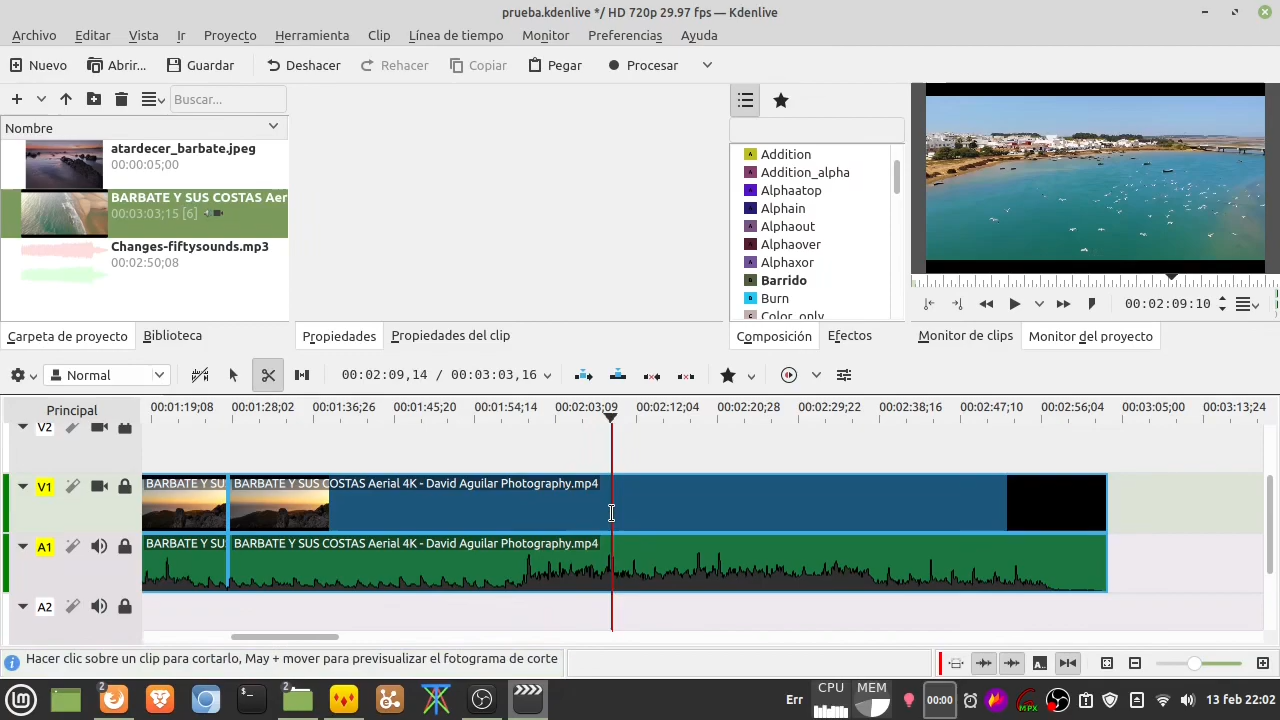 prueba.kdenlive */ HD 720p 29.97 fps — Kdenlive
Archivo Editar Vista Ir Proyecto Herramienta Clip Línea de tiempo Monitor Preferencias Ayuda
Nuevo Abrir... Guardar Deshacer Rehacer Copiar Pegar Procesar
Buscar...
Nombre
atardecer_barbate.jpeg
00:00:05;00
BARBATE Y SUS COSTAS Aer
00:03:03;15 [6]
Changes-fiftysounds.mp3
00:02:50;08
Addition
Addition_alpha
Alphaatop
Alphain
Alphaout
Alphaover
Alphaxor
Barrido
Burn
Color_only
00:02:09:10
Carpeta de proyecto Biblioteca Propiedades Propiedades del clip Composición Efectos Monitor de clips Monitor del proyecto
Normal 00:02:09,14 / 00:03:03,16
Principal 00:01:19;08 00:01:28;02 00:01:36;26 00:01:45;20 00:01:54;14 00:02:03;09 00:02:12;04 00:02:20;28 00:02:29;22 00:02:38;16 00:02:47;10 00:02:56;04 00:03:05;00 00:03:13;24
V2
V1 BARBATE Y SU BARBATE Y SUS COSTAS Aerial 4K - David Aguilar Photography.mp4
A1 BARBATE Y SU BARBATE Y SUS COSTAS Aerial 4K - David Aguilar Photography.mp4
A2
Hacer clic sobre un clip para cortarlo, May + mover para previsualizar el fotograma de corte
2 2 Err CPU MEM 00:00 MPX 13 feb 22:02